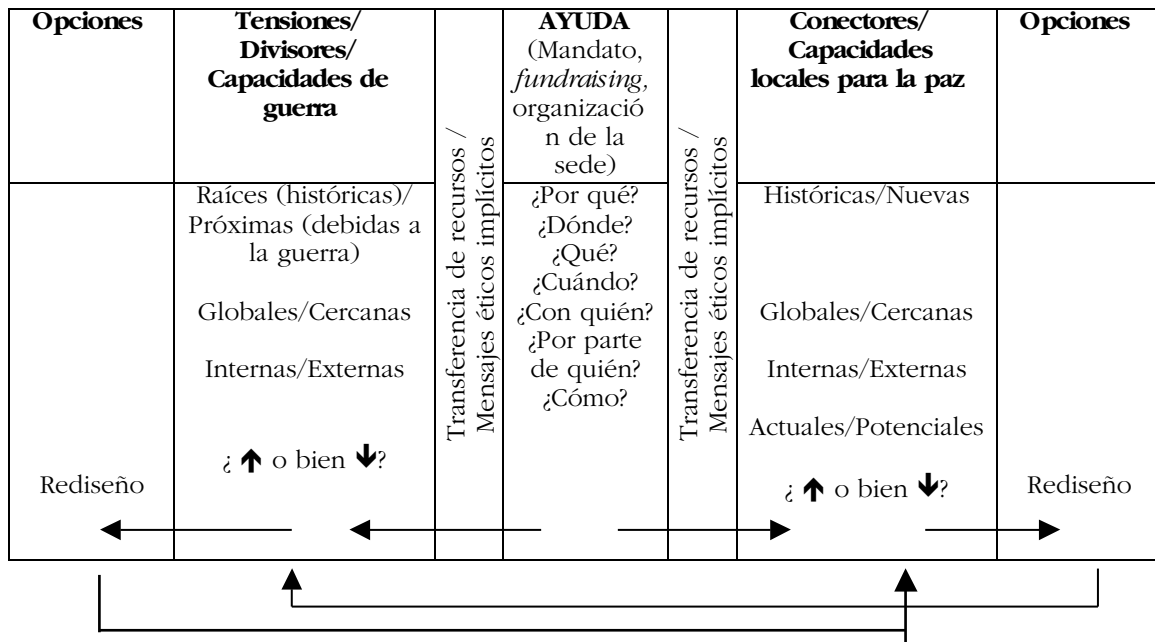 Opciones
Tensiones/
Divisores/
Capacidades de
guerra
Transferencia de recursos /
Mensajes éticos implícitos
AYUDA
(Mandato,
fundraising,
organizació
n de la
sede)
Transferencia de recursos /
Mensajes éticos implícitos
Conectores/
Capacidades
locales para la paz
Opciones
Rediseño
Raíces (históricas)/
Próximas (debidas a
la guerra)
Globales/Cercanas
Internas/Externas
¿ ↑ o bien ↓?
¿Por qué?
¿Dónde?
¿Qué?
¿Cuándo?
¿Con quién?
¿Por parte
de quién?
¿Cómo?
Históricas/Nuevas
Globales/Cercanas
Internas/Externas
Actuales/Potenciales
¿ ↑ o bien ↓?
Rediseño